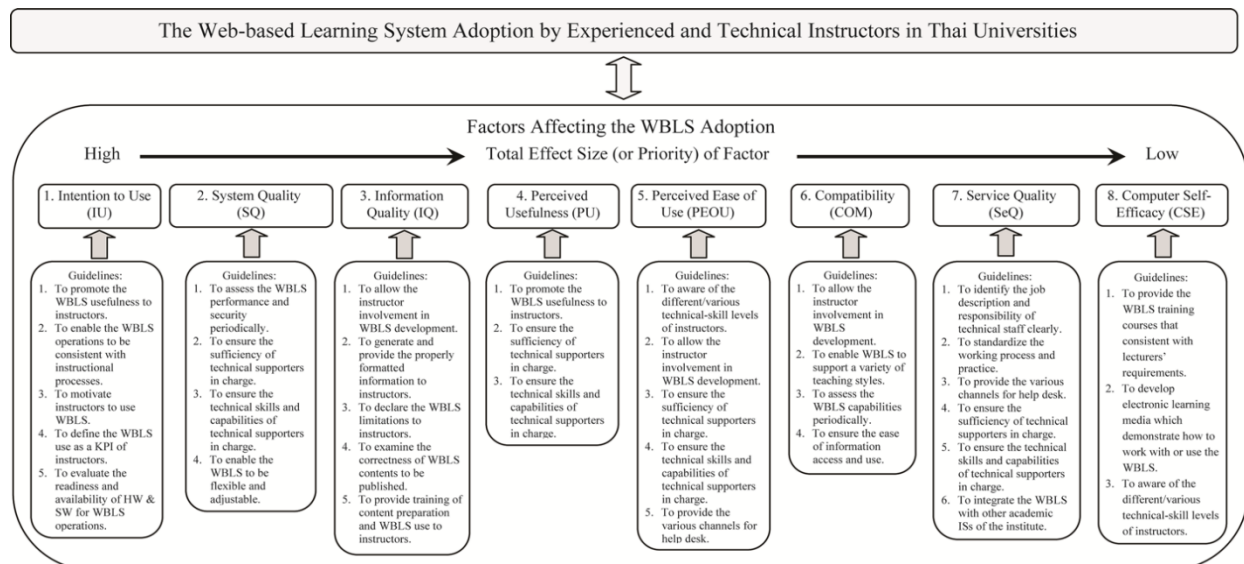 The Web-based Learning System Adoption by Experienced and Technical Instructors in Thai Universities
Factors Affecting the WBLS Adoption
High
Total Effect Size (or Priority) of Factor
Low
1. Intention to Use
(IU)
2. System Quality
(SQ)
3. Information
Quality (IQ)
4. Perceived
Usefulness (PU)
5. Perceived Ease
of Use (PEOU)
6. Compatibility
(COM)
7. Service Quality
(SeQ)
8. Computer Self-
Efficacy (CSE)
Guidelines:
1. To promote the
WBLS usefulness to
instructors.
2. To enable the WBLS
operations to be
consistent with
instructional
processes.
3. To motivate
instructors to use
WBLS.
4. To define the WBLS
use as a KPI of
instructors.
5. To evaluate the
readiness and
availability of HW &
SW for WBLS
operations.
Guidelines:
1. To assess the WBLS
performance and
security
periodically.
2. To ensure the
sufficiency of
technical supporters
in charge.
3. To ensure the
technical skills and
capabilities of
technical supporters
in charge.
4. To enable
the WBLS to be
flexible and
adjustable.
Guidelines:
1. To allow the
instructor
involvement in
WBLS development.
2. To generate and
provide the properly
formatted
information to
instructors.
3. To declare the WBLS
limitations to
instructors.
4. To examine the
correctness of WBLS
contents to be
published.
5. To provide training of
content preparation
and WBLS use to
instructors.
Guidelines:
1. To promote the
WBLS usefulness to
instructors.
2. To ensure the
sufficiency of
technical supporters
in charge.
3. To ensure the
technical skills and
capabilities of
technical supporters
in charge.
Guidelines:
1. To aware of the
different/various
technical-skill levels
of instructors.
2. To allow the
instructor
involvement in
WBLS development.
3. To ensure the
sufficiency of
technical supporters
in charge.
4. To ensure the
technical skills and
capabilities of
technical supporters
in charge.
5. To provide the
various channels for
help desk.
Guidelines:
1. To allow the
instructor
involvement in
WBLS
development.
2. To enable WBLS to
support a variety of
teaching styles.
3. To assess the
WBLS capabilities
periodically.
4. To ensure the ease
of information
access and use.
Guidelines:
1. To identify the job
description and
responsibility of
technical staff clearly.
2. To standardize the
working process and
practice.
3. To provide the various
channels for help desk.
4. To ensure the
sufficiency of technical
supporters in charge.
5. To ensure the technical
skills and capabilities
of technical supporters
in charge.
6. To integrate the WBLS
with other academic
ISs of the institute.
Guidelines:
1. To provide the
WBLS training
courses that
consistent with
lecturers'
requirements.
2. To develop
electronic learning
media which
demonstrate how to
work with or use the
WBLS.
3. To aware of the
different/various
technical-skill levels
of instructors.